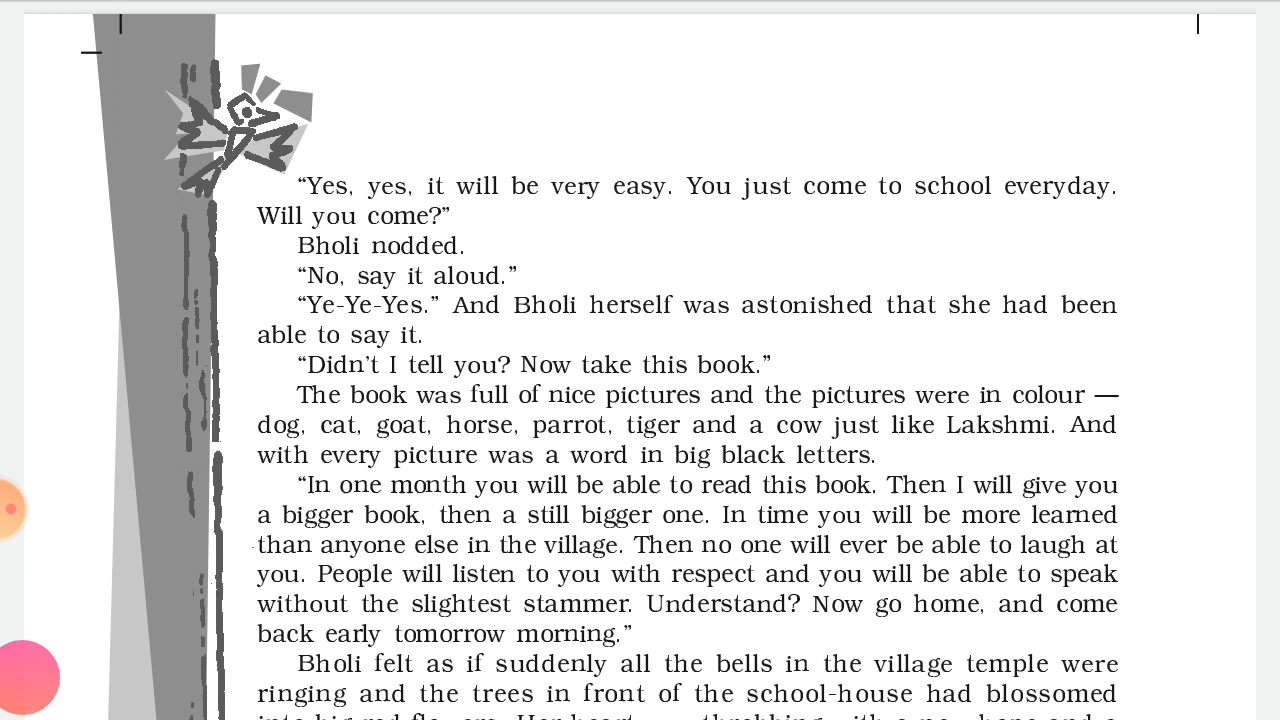 “Yes, yes, it will be very easy. You just come to school everyday.
Will you come?”
Bholi nodded.
“No, say it aloud.”
“Ye-Ye-Yes.” And Bholi herself was astonished that she had been
able to say it.
“Didn’t I tell you? Now take this book.”
The book was full of nice pictures and the pictures were in colour —
dog, cat, goat, horse, parrot, tiger and a cow just like Lakshmi. And
with every picture was a word in big black letters.
“In one month you will be able to read this book. Then I will give you
a bigger book, then a still bigger one. In time you will be more learned
than anyone else in the village. Then no one will ever be able to laugh at
you. People will listen to you with respect and you will be able to speak
without the slightest stammer. Understand? Now go home, and come
back early tomorrow morning.”
Bholi felt as if suddenly all the bells in the village temple were
ringing and the trees in front of the school-house had blossomed